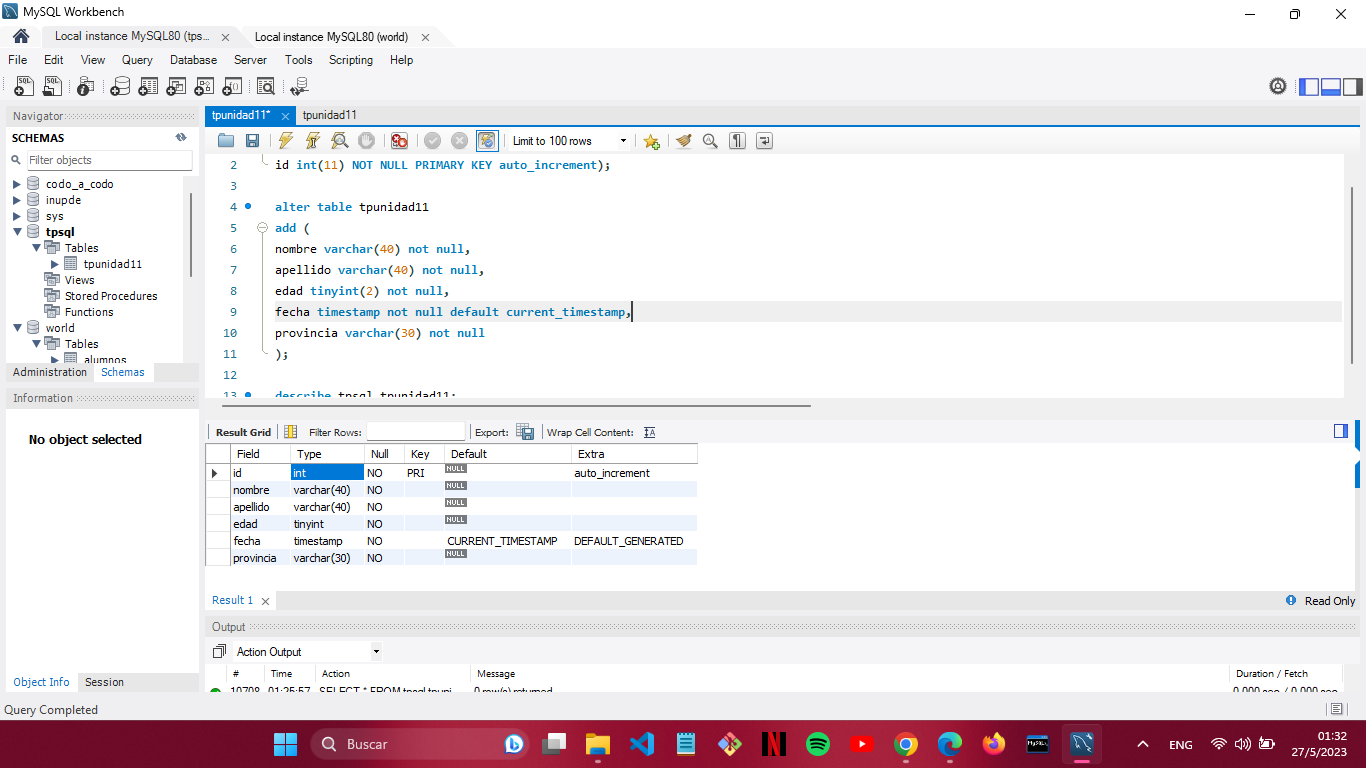 MySQL Workbench
Local instance MySQL80 (tps... Local instance MySQL80 (world)
File Edit View Query Database Server Tools Scripting Help
Navigator
SCHEMAS
Filter objects
codo_a_codo
inupde
sys
tpsql
Tables
tpunidad11
Views
Stored Procedures
Functions
world
Tables
alumnos
Administration Schemas
Information
No object selected
Object Info Session
tpunidad11* tpunidad11
Limit to 100 rows
2 id int(11) NOT NULL PRIMARY KEY auto_increment);
3
4 alter table tpunidad11
5 add (
6 nombre varchar(40) not null,
7 apellido varchar(40) not null,
8 edad tinyint(2) not null,
9 fecha timestamp not null default current_timestamp,
10 provincia varchar(30) not null
11 );
12
13 describe tpsql.tpunidad11;
Result Grid Filter Rows: Export: Wrap Cell Content:
Field Type Null Key Default Extra
id int NO PRI NULL auto_increment
nombre varchar(40) NO NULL
apellido varchar(40) NO NULL
edad tinyint NO NULL
fecha timestamp NO CURRENT_TIMESTAMP DEFAULT_GENERATED
provincia varchar(30) NO NULL
Result 1 Read Only
Output
Action Output
# Time Action Message Duration / Fetch
10708 01:25:57 SELECT * FROM tpsql.tpuni... 0 row(s) returned 0.000 sec / 0.000 sec
Query Completed
Buscar ENG 01:32
27/5/2023